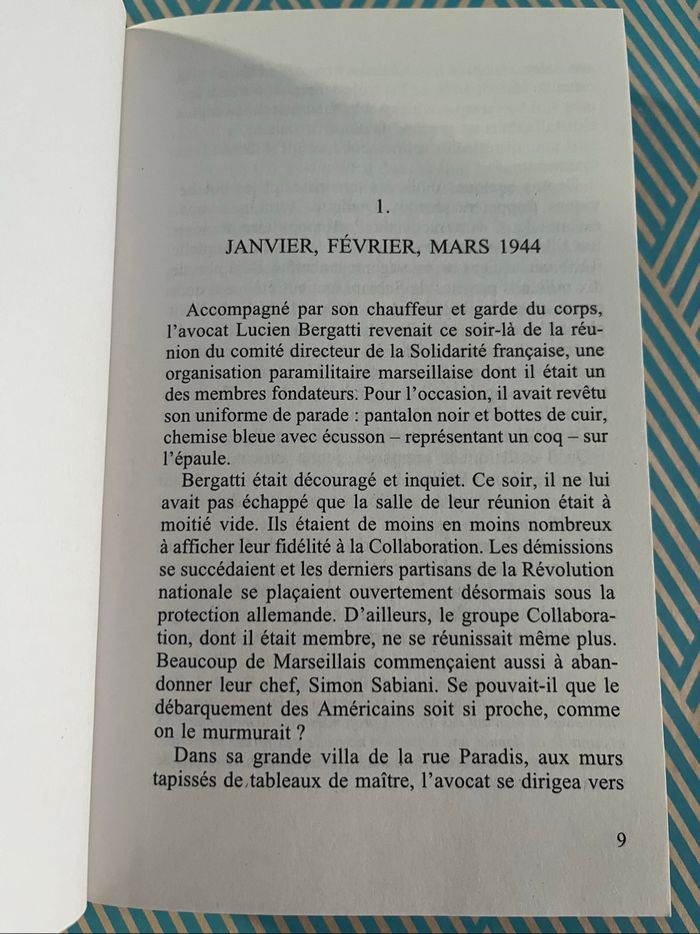 1.
JANVIER, FÉVRIER, MARS 1944
Accompagné par son chauffeur et garde du corps,
l’avocat Lucien Bergatti revenait ce soir-là de la réu-
nion du comité directeur de la Solidarité française, une
organisation paramilitaire marseillaise dont il était un
des membres fondateurs. Pour l’occasion, il avait revêtu
son uniforme de parade : pantalon noir et bottes de cuir,
chemise bleue avec écusson – représentant un coq – sur
l’épaule.
Bergatti était découragé et inquiet. Ce soir, il ne lui
avait pas échappé que la salle de leur réunion était à
moitié vide. Ils étaient de moins en moins nombreux
à afficher leur fidélité à la Collaboration. Les démissions
se succédaient et les derniers partisans de la Révolution
nationale se plaçaient ouvertement désormais sous la
protection allemande. D’ailleurs, le groupe Collabora-
tion, dont il était membre, ne se réunissait même plus.
Beaucoup de Marseillais commençaient aussi à aban-
donner leur chef, Simon Sabiani. Se pouvait-il que le
débarquement des Américains soit si proche, comme
on le murmurait ?
Dans sa grande villa de la rue Paradis, aux murs
tapissés de tableaux de maître, l’avocat se dirigea vers
9